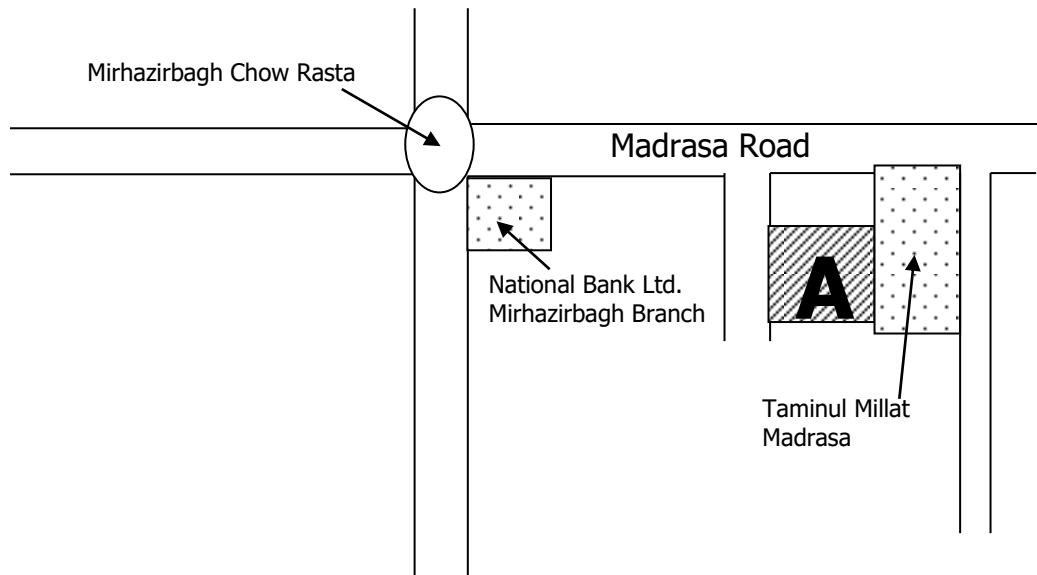 Mirhazirbagh Chow Rasta
Madrasa Road
National Bank Ltd.
Mirhazirbagh Branch
A
Taminul Millat
Madrasa